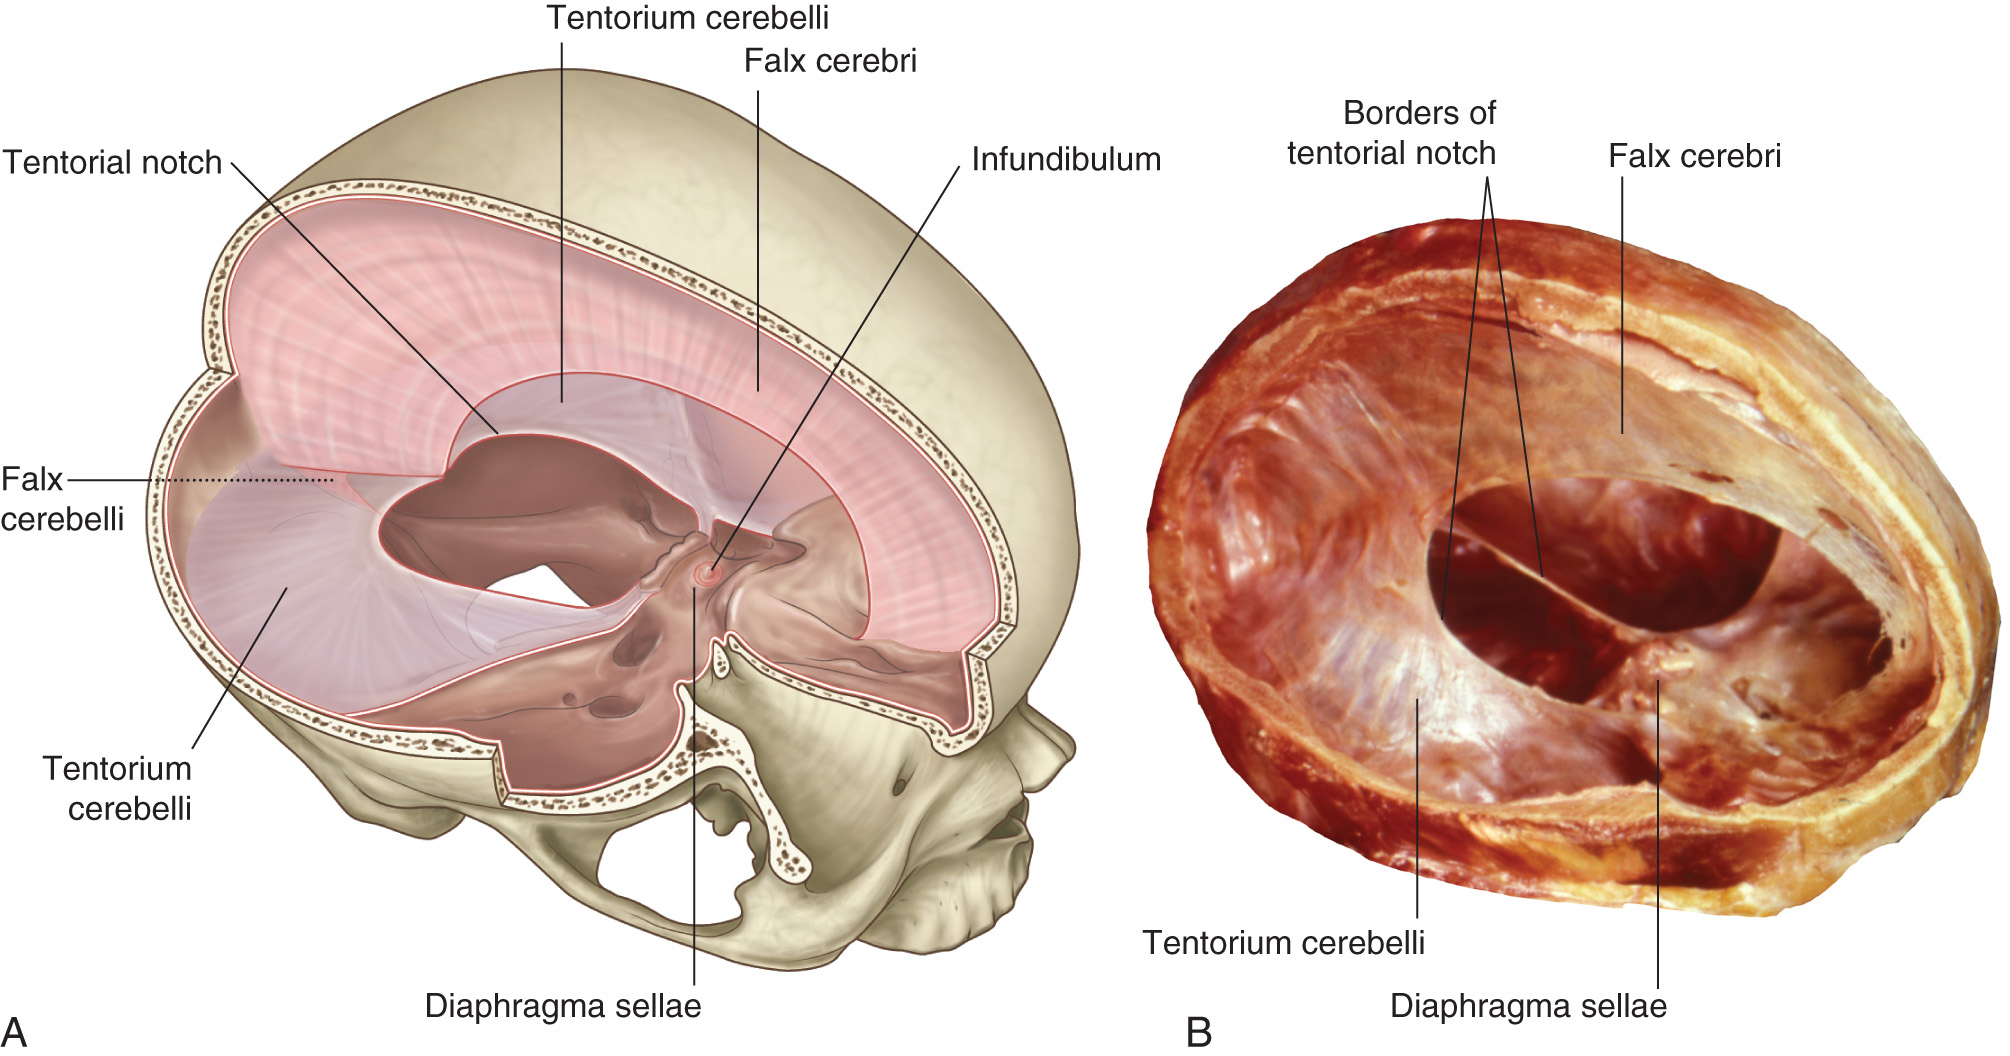 Tentorium cerebelli
Falx cerebri
Tentorial notch
Infundibulum
Falx
cerebelli
Tentorium
cerebelli
Diaphragma sellae
A
Borders of
tentorial notch
Falx cerebri
Tentorium cerebelli
Diaphragma sellae
B